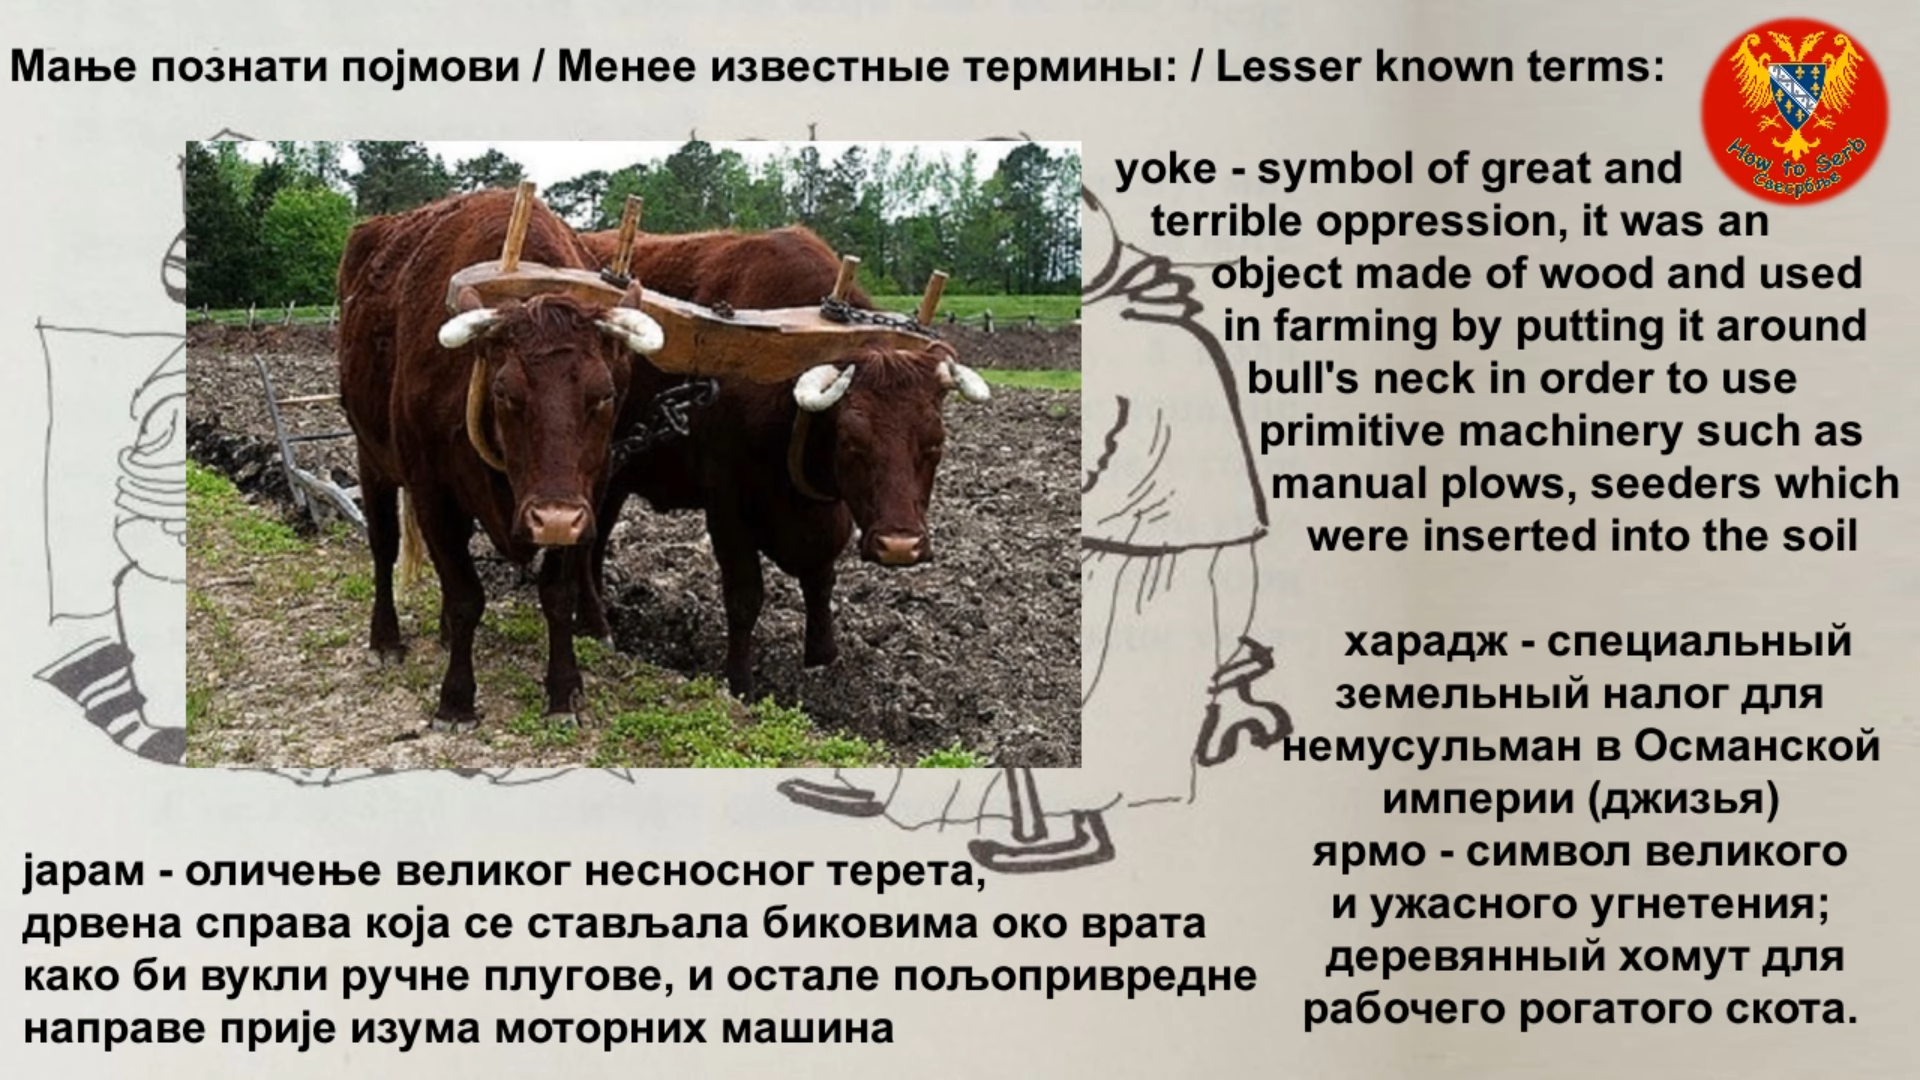 Мање познати појмови / Менее известные термины: / Lesser known terms:
How to Serb
Свесрбље
yoke - symbol of great and
terrible oppression, it was an
object made of wood and used
in farming by putting it around
bull's neck in order to use
primitive machinery such as
manual plows, seeders which
were inserted into the soil
харадж - специальный
земельный налог для
немусульман в Османской
империи (джизья)
ярмо - символ великого
и ужасного угнетения;
деревянный хомут для
рабочего рогатого скота.
јарам - оличење великог несносног терета,
дрвена справа која се стављала биковима око врата
како би вукли ручне плугове, и остале пољопривредне
направе прије изума моторних машина